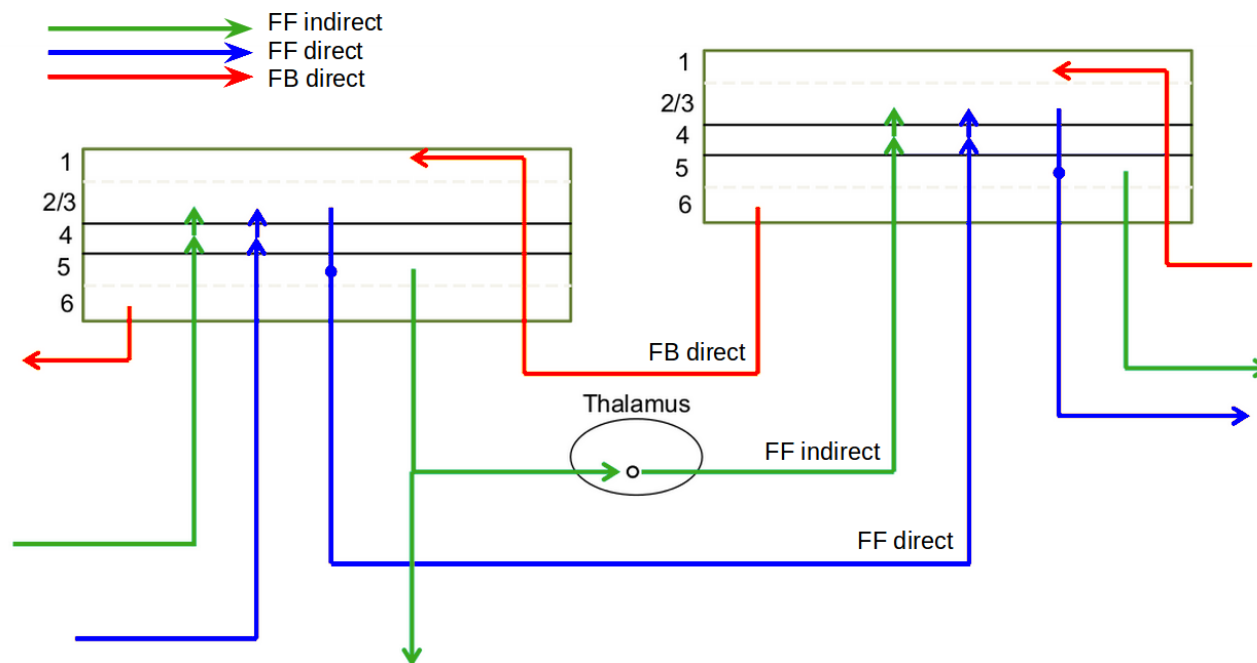 FF indirect
FF direct
FB direct
1
2/3
4
5
6
1
2/3
4
5
6
FB direct
Thalamus
FF indirect
FF direct